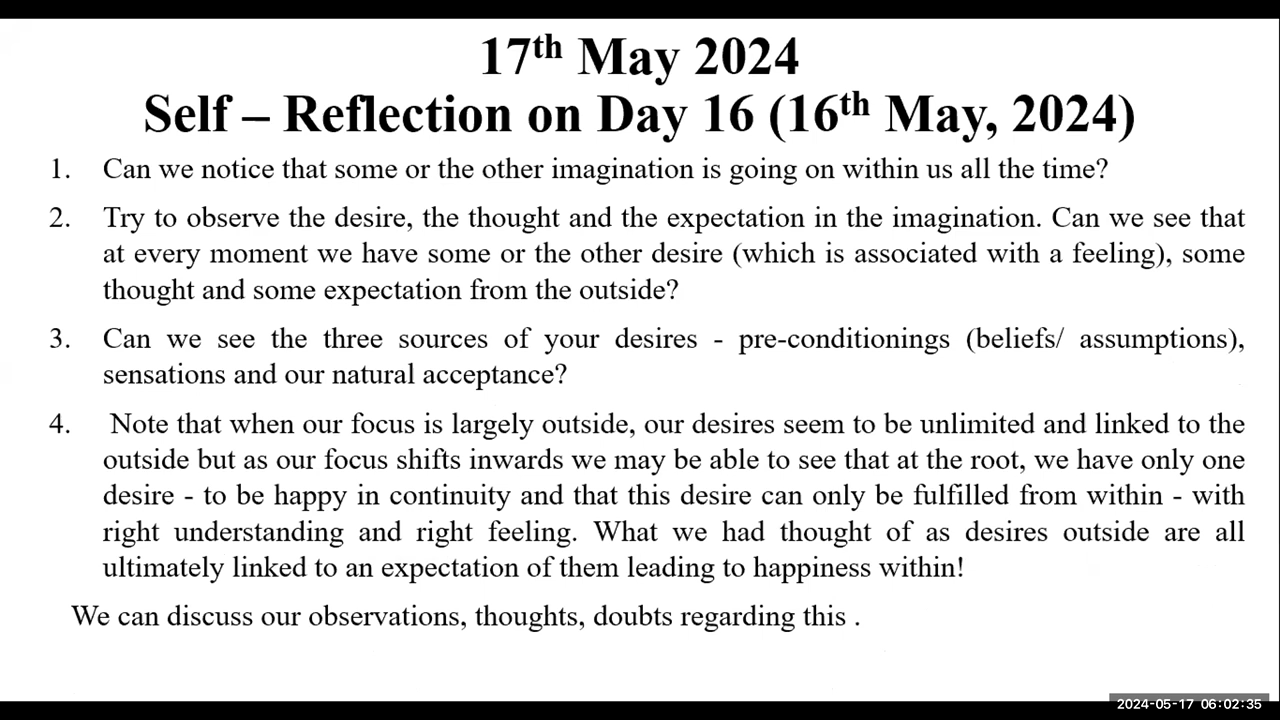 17th May 2024
Self – Reflection on Day 16 (16th May, 2024)
1. Can we notice that some or the other imagination is going on within us all the time?
2. Try to observe the desire, the thought and the expectation in the imagination. Can we see that
at every moment we have some or the other desire (which is associated with a feeling), some
thought and some expectation from the outside?
3. Can we see the three sources of your desires - pre-conditionings (beliefs/ assumptions),
sensations and our natural acceptance?
4. Note that when our focus is largely outside, our desires seem to be unlimited and linked to the
outside but as our focus shifts inwards we may be able to see that at the root, we have only one
desire - to be happy in continuity and that this desire can only be fulfilled from within - with
right understanding and right feeling. What we had thought of as desires outside are all
ultimately linked to an expectation of them leading to happiness within!
We can discuss our observations, thoughts, doubts regarding this .
2024-05-17 06:02:35